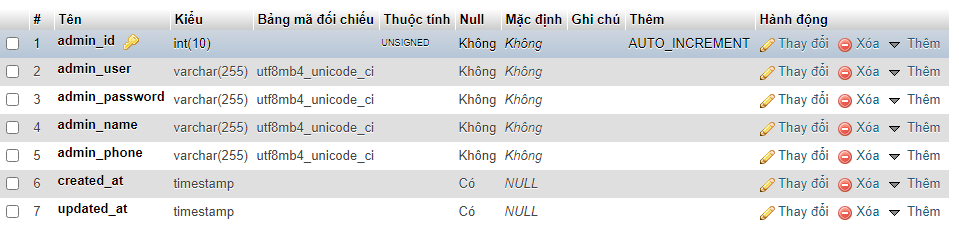 # Tên Kiểu Bảng mã đối chiếu Thuộc tính Null Mặc định Ghi chú Thêm Hành động
1 admin_id int(10) UNSIGNED Không Không AUTO_INCREMENT Thay đổi Xóa Thêm
2 admin_user varchar(255) utf8mb4_unicode_ci Không Không Thay đổi Xóa Thêm
3 admin_password varchar(255) utf8mb4_unicode_ci Không Không Thay đổi Xóa Thêm
4 admin_name varchar(255) utf8mb4_unicode_ci Không Không Thay đổi Xóa Thêm
5 admin_phone varchar(255) utf8mb4_unicode_ci Không Không Thay đổi Xóa Thêm
6 created_at timestamp Có NULL Thay đổi Xóa Thêm
7 updated_at timestamp Có NULL Thay đổi Xóa Thêm